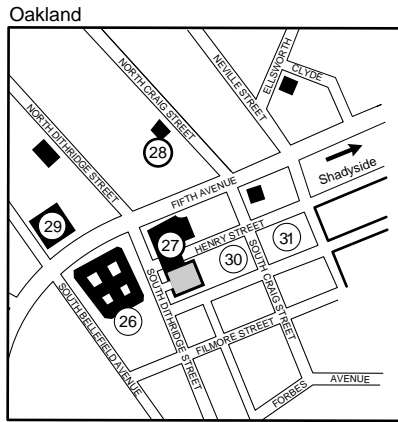 Oakland
ELLSWORTH
CLYDE
NEVILLE STREET
NORTH CRAIG STREET
NORTH DITHRIDGE STREET
28
Shadyside
FIFTH AVENUE
29
27
HENRY STREET
31
30
SOUTH CRAIG STREET
26
SOUTH DITHRIDGE STREET
SOUTH BELLEFIELD AVENUE
FILMORE STREET
FORBES
AVENUE